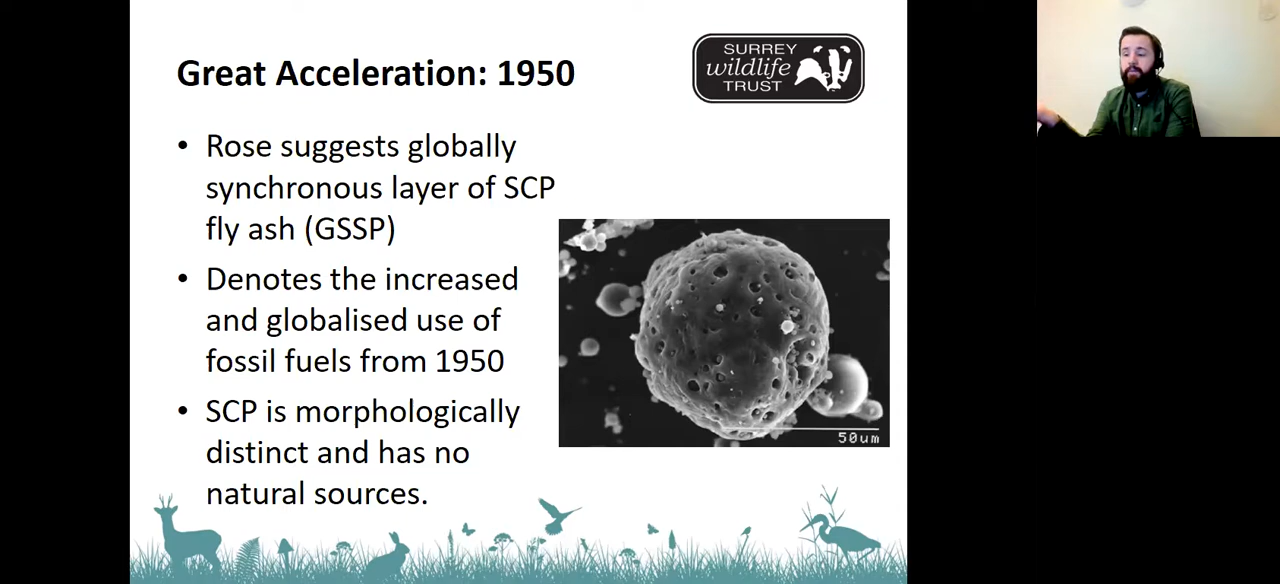 Great Acceleration: 1950
SURREY
wildlife
TRUST
• Rose suggests globally
synchronous layer of SCP
fly ash (GSSP)
• Denotes the increased
and globalised use of
fossil fuels from 1950
• SCP is morphologically
distinct and has no
natural sources.
50um